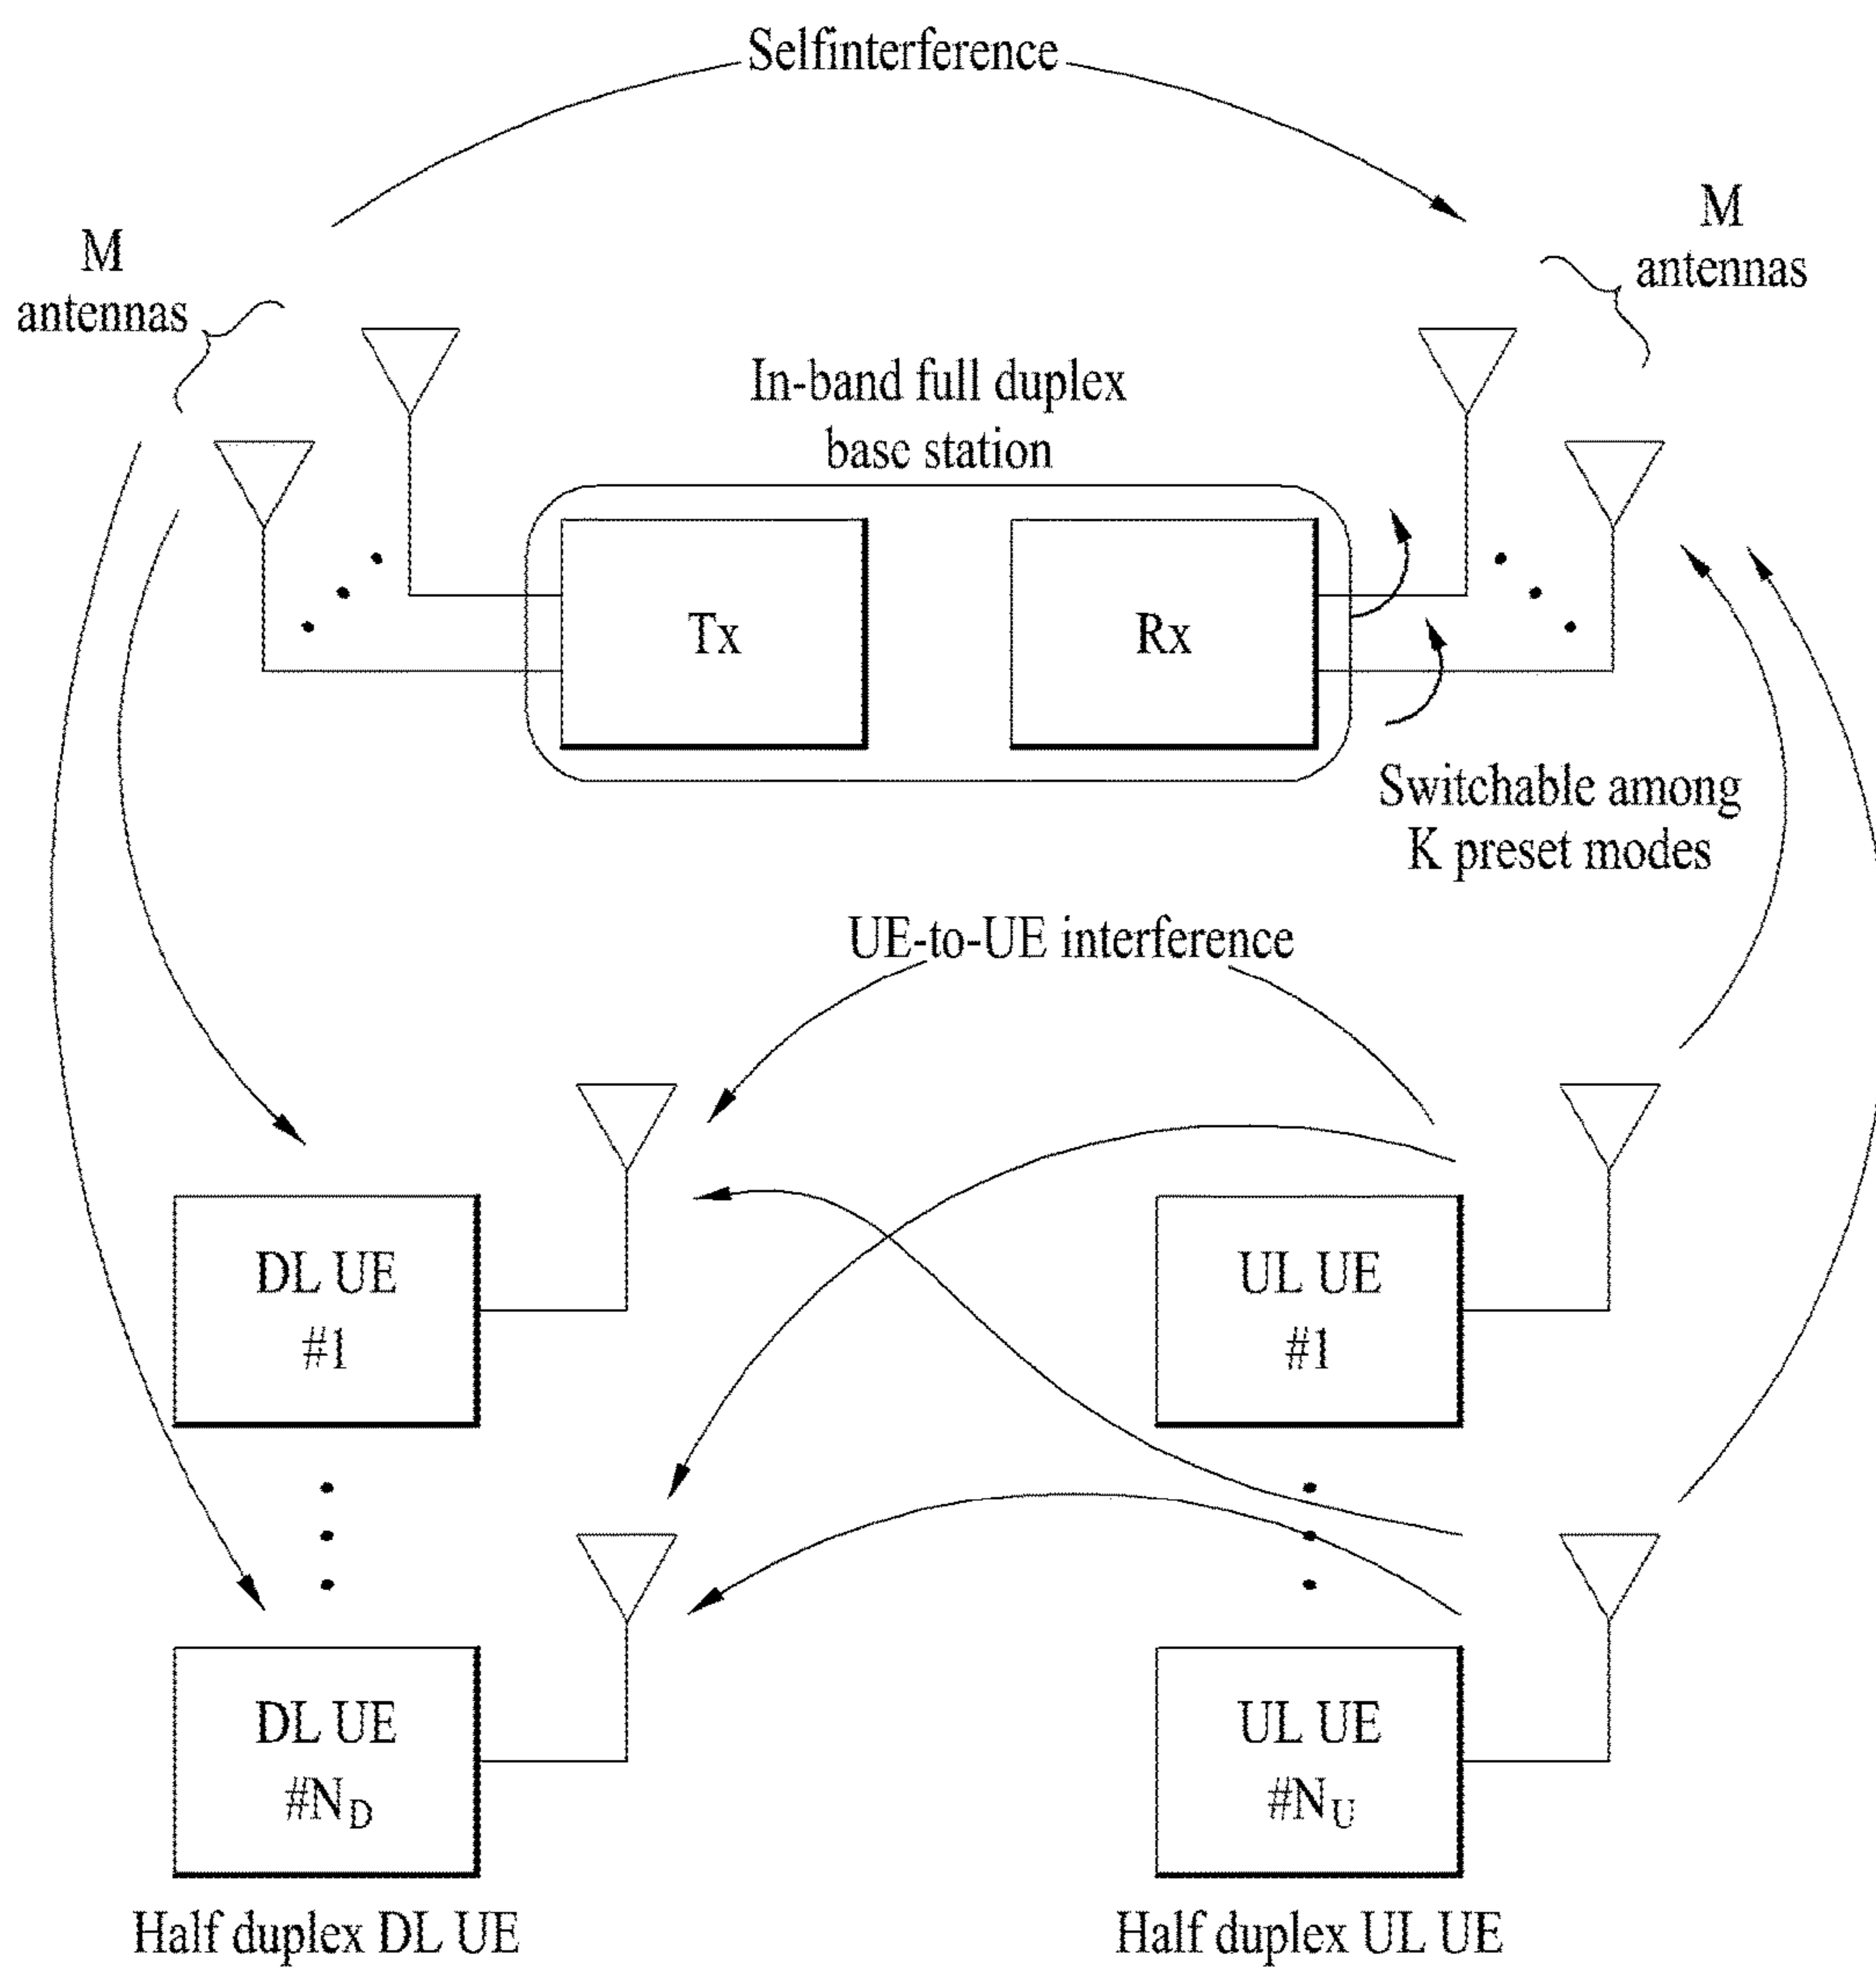 Selfinterference
M
antennas
M
antennas
In-band full duplex
base station
Tx
Rx
Switchable among
K preset modes
UE-to-UE interference
DL UE
#1
UL UE
#1
DL UE
#N_D
UL UE
#N_U
Half duplex DL UE
Half duplex UL UE